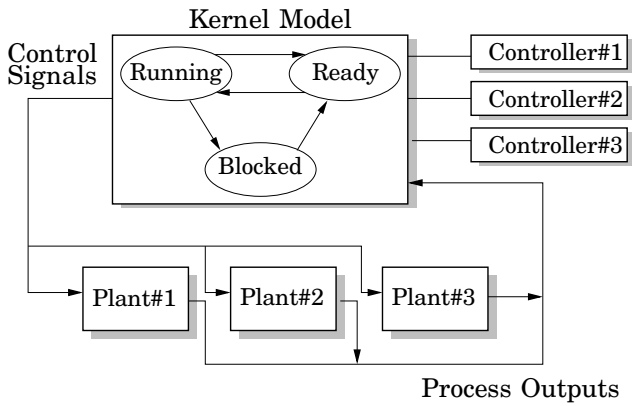 Kernel Model
Control
Signals
Running
Ready
Blocked
Controller#1
Controller#2
Controller#3
Plant#1
Plant#2
Plant#3
Process Outputs